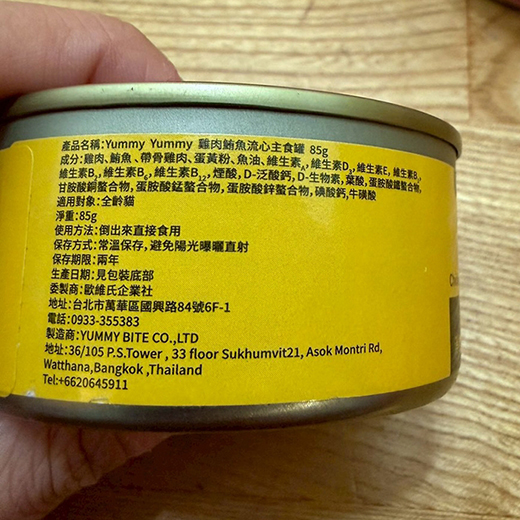 產品名稱:Yummy Yummy 雞肉鮪魚流心主食罐 85g
成分:雞肉、鮪魚、帶骨雞肉、蛋黃粉、魚油、維生素A, 維生素D3, 維生素E, 維生素B1,
維生素B2, 維生素B6, 維生素B12, 煙酸, D-泛酸鈣, D-生物素, 葉酸, 蛋胺酸鐵螯合物,
甘胺酸銅螯合物, 蛋胺酸錳螯合物, 蛋胺酸鋅螯合物, 碘酸鈣, 牛磺酸
適用對象:全齡貓
淨重:85g
使用方法:倒出來直接食用
保存方式:常溫保存,避免陽光曝曬直射
保存期限:兩年
生產日期:見包裝底部
委製商:歐維氏企業社
地址:台北市萬華區國興路84號6F-1
電話:0933-355383
製造商:YUMMY BITE CO.,LTD
地址:36/105 P.S.Tower , 33 floor Sukhumvit21, Asok Montri Rd,
Watthana,Bangkok ,Thailand
Tel:+6620645911